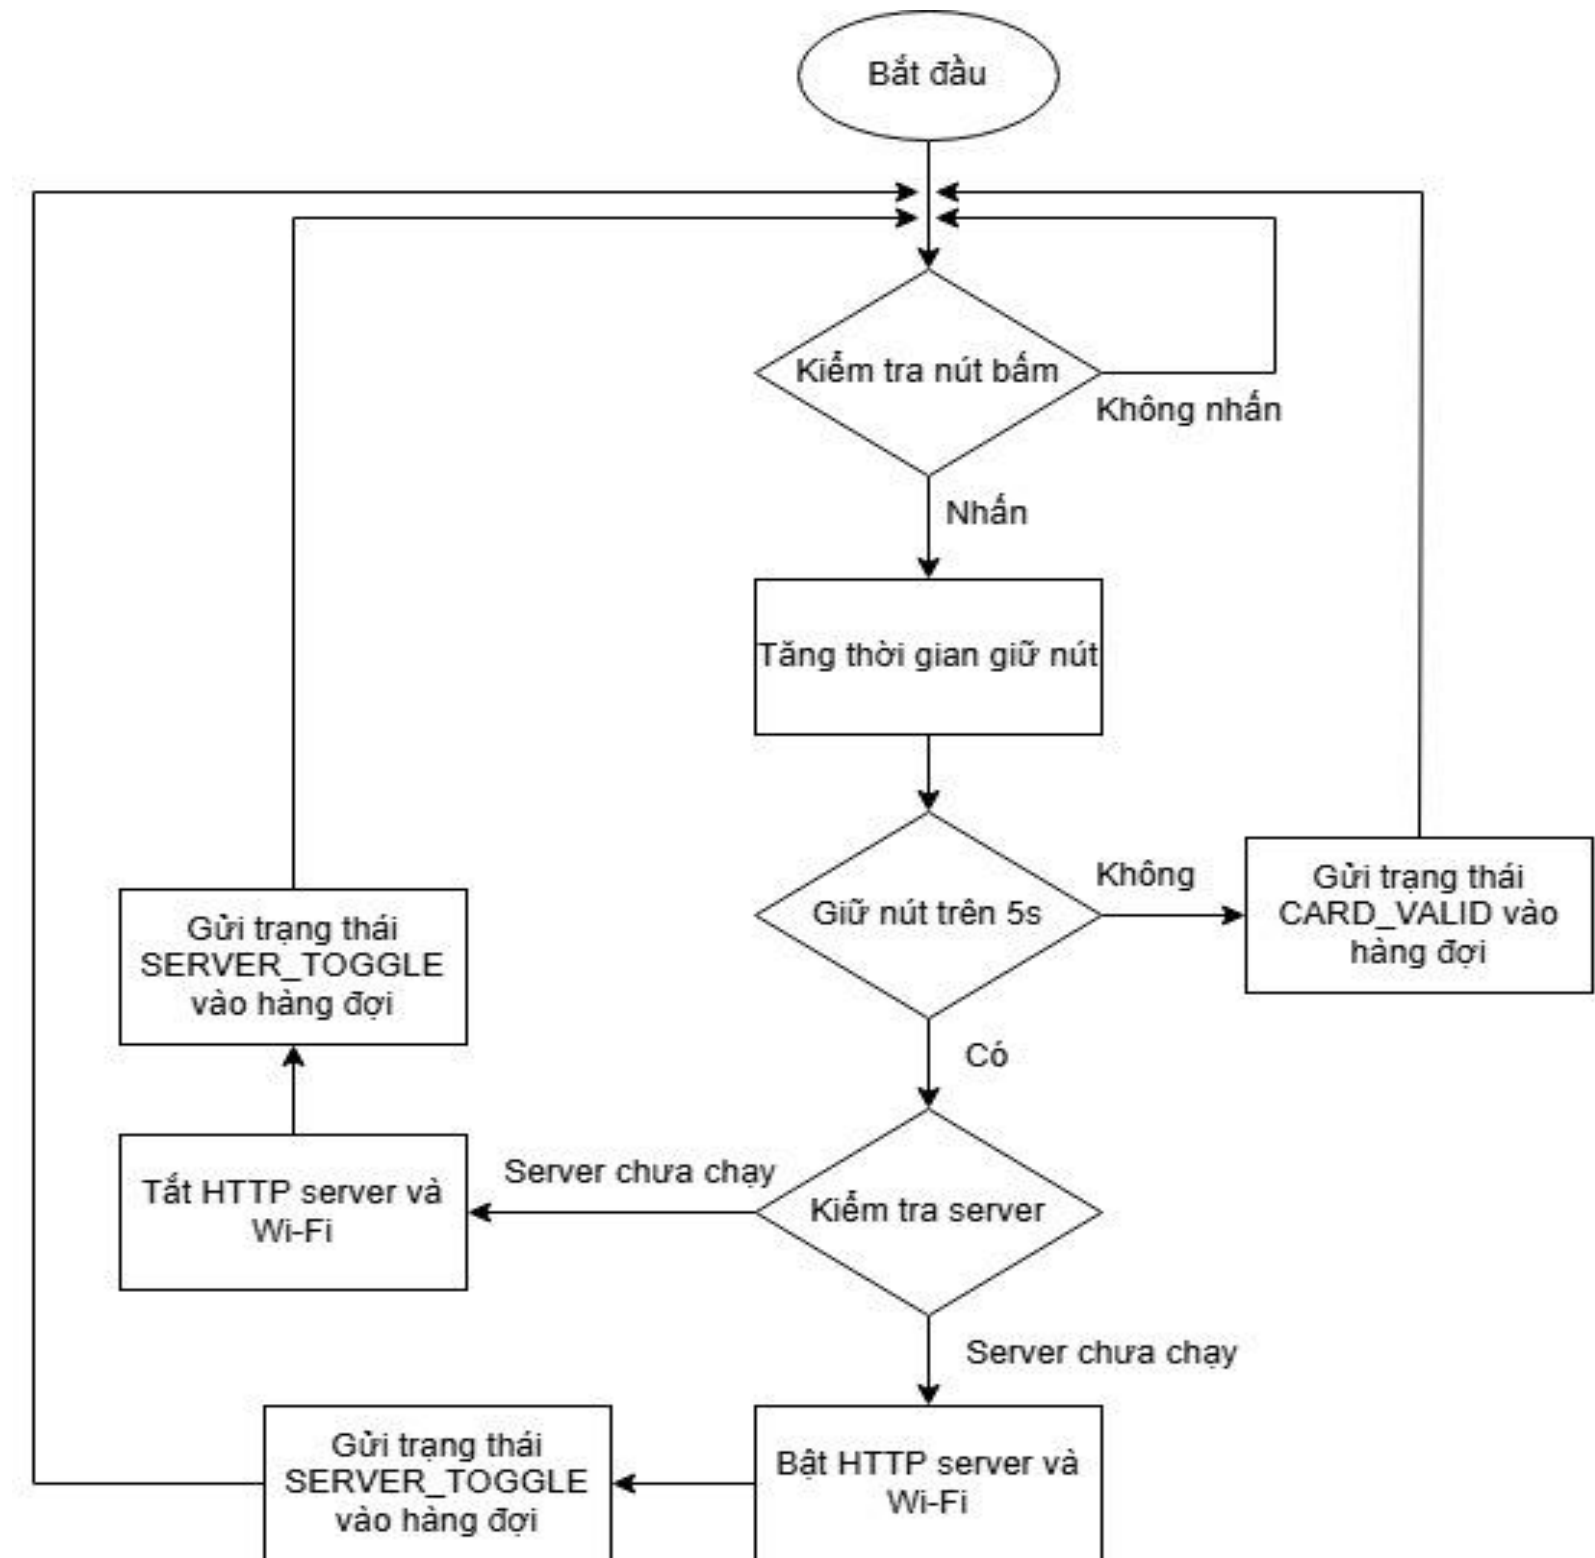 Bắt đầu
Kiểm tra nút bấm
Không nhấn
Nhấn
Tăng thời gian giữ nút
Giữ nút trên 5s
Không
Gửi trạng thái
CARD_VALID vào
hàng đợi
Có
Gửi trạng thái
SERVER_TOGGLE
vào hàng đợi
Kiểm tra server
Server chưa chạy
Tắt HTTP server và
Wi-Fi
Server chưa chạy
Bật HTTP server và
Wi-Fi
Gửi trạng thái
SERVER_TOGGLE
vào hàng đợi